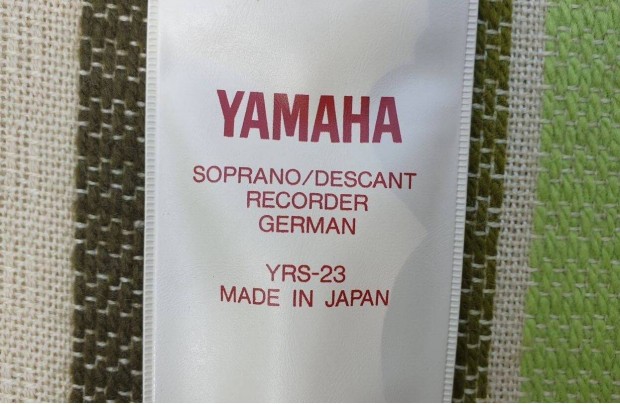 YAMAHA
SOPRANO/DESCANT
RECORDER
GERMAN
YRS-23
MADE IN JAPAN